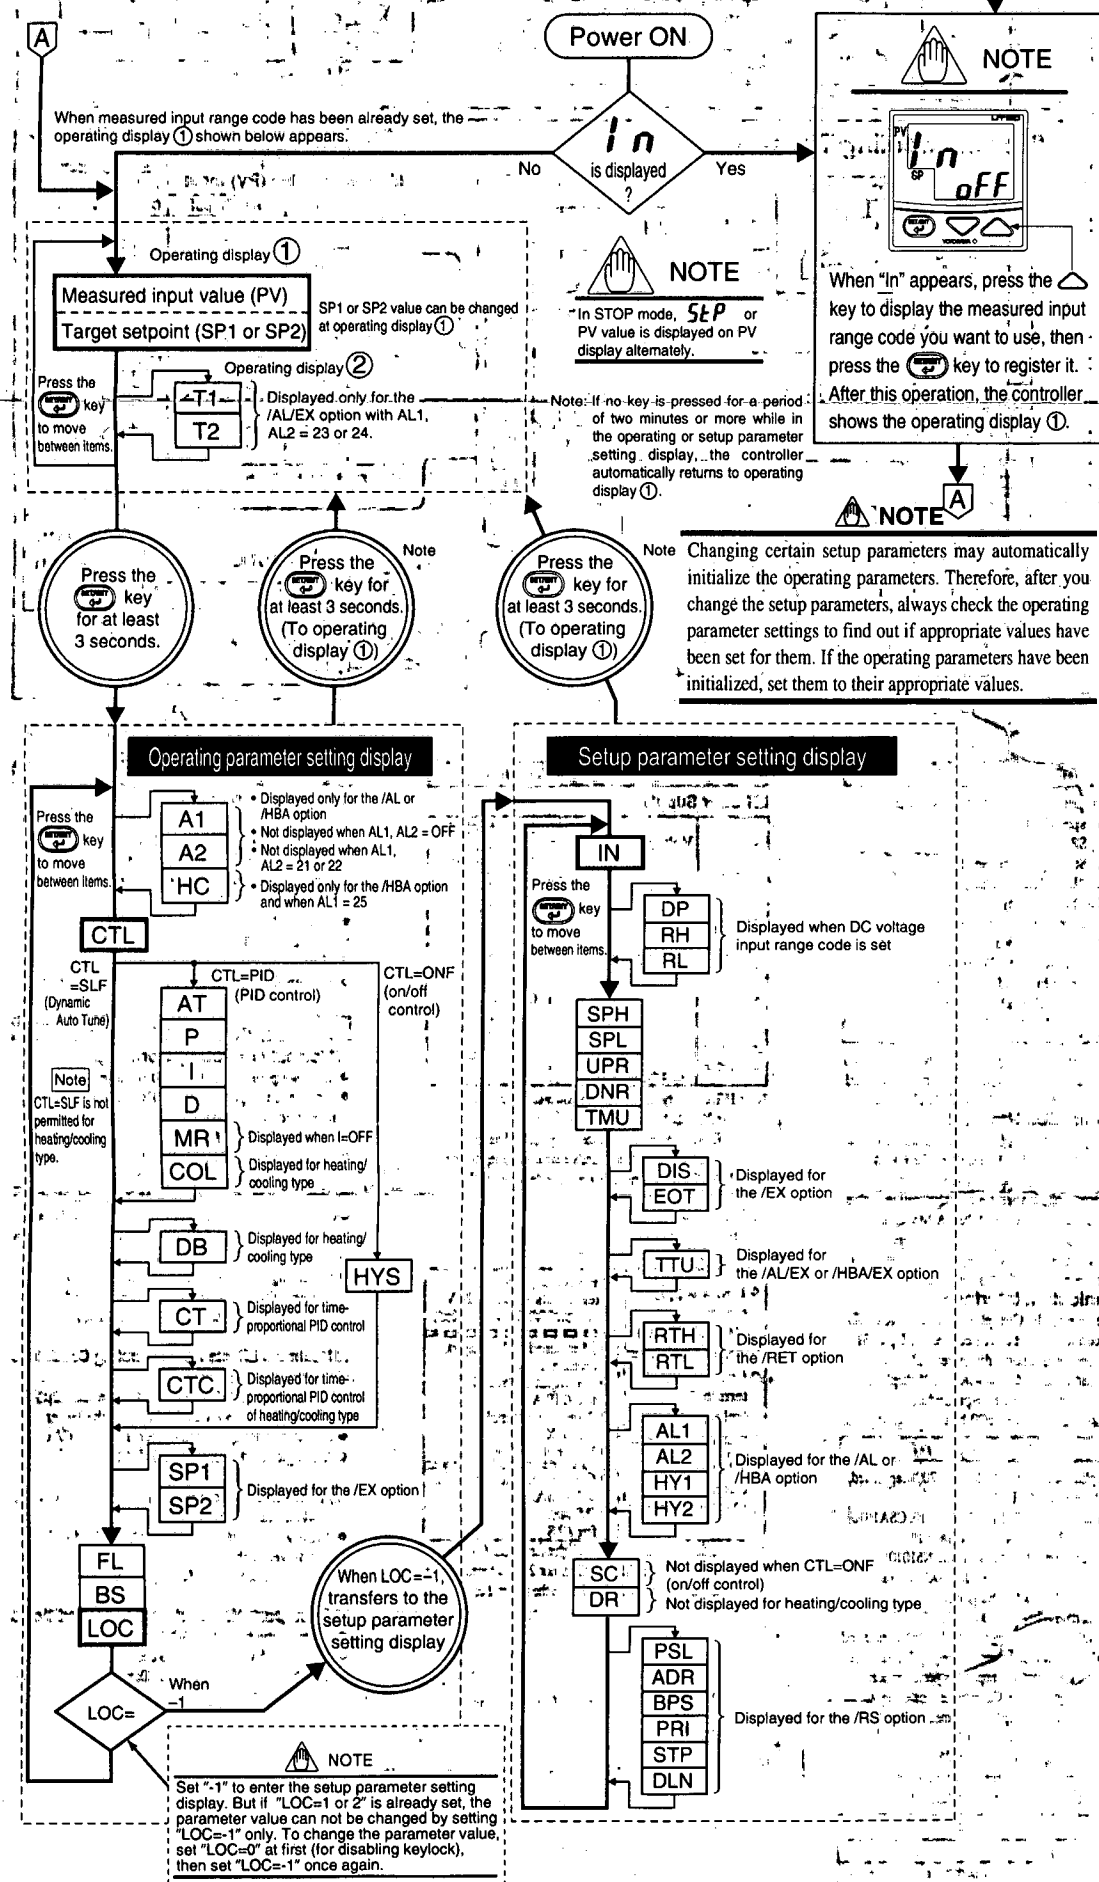 A
Power ON
When measured input range code has been already set, the
operating display ① shown below appears.
In
is displayed
?
No
Yes
NOTE
PV
In
SP
oFF
SET/ENT
YOKOGAWA
When "In" appears, press the △
key to display the measured input
range code you want to use, then
press the SET/ENT key to register it.
After this operation, the controller
shows the operating display ①.
A
Operating display ①
Measured input value (PV)
Target setpoint (SP1 or SP2)
SP1 or SP2 value can be changed
at operating display ①
NOTE
In STOP mode, StP or
PV value is displayed on PV
display alternately.
Press the
SET/ENT key
to move
between items.
Operating display ②
T1
T2
Displayed only for the
/AL/EX option with AL1,
AL2 = 23 or 24.
Note: If no key is pressed for a period
of two minutes or more while in
the operating or setup parameter
setting display, the controller
automatically returns to operating
display ①.
NOTE
Changing certain setup parameters may automatically
initialize the operating parameters. Therefore, after you
change the setup parameters, always check the operating
parameter settings to find out if appropriate values have
been set for them. If the operating parameters have been
initialized, set them to their appropriate values.
Press the
SET/ENT key
for at least
3 seconds.
Note
Press the
SET/ENT key for
at least 3 seconds.
(To operating
display ①)
Note
Press the
SET/ENT key for
at least 3 seconds.
(To operating
display ①)
Operating parameter setting display
Press the
SET/ENT key
to move
between items.
A1
A2
HC
• Displayed only for the /AL or
/HBA option
• Not displayed when AL1, AL2 = OFF
• Not displayed when AL1,
AL2 = 21 or 22
• Displayed only for the /HBA option
and when AL1 = 25
CTL
CTL
=SLF
(Dynamic
Auto Tune)
CTL=PID
(PID control)
CTL=ONF
(on/off
control)
Note
CTL=SLF is not
permitted for
heating/cooling
type.
AT
P
I
D
MR
Displayed when I=OFF
COL
Displayed for heating/
cooling type
DB
Displayed for heating/
cooling type
HYS
CT
Displayed for time-
proportional PID control
CTC
Displayed for time-
proportional PID control
of heating/cooling type
SP1
SP2
Displayed for the /EX option
FL
BS
LOC
LOC=
When
-1
When LOC=-1,
transfers to the
setup parameter
setting display
NOTE
Set "-1" to enter the setup parameter setting
display. But if "LOC=1 or 2" is already set, the
parameter value can not be changed by setting
"LOC=-1" only. To change the parameter value,
set "LOC=0" at first (for disabling keylock),
then set "LOC=-1" once again.
Setup parameter setting display
IN
Press the
SET/ENT key
to move
between items.
DP
RH
RL
Displayed when DC voltage
input range code is set
SPH
SPL
UPR
DNR
TMU
DIS
EOT
Displayed for
the /EX option
TTU
Displayed for
the /AL/EX or /HBA/EX option
RTH
RTL
Displayed for
the /RET option
AL1
AL2
HY1
HY2
Displayed for the /AL or
/HBA option
SC
Not displayed when CTL=ONF
(on/off control)
DR
Not displayed for heating/cooling type
PSL
ADR
BPS
PRI
STP
DLN
Displayed for the /RS option